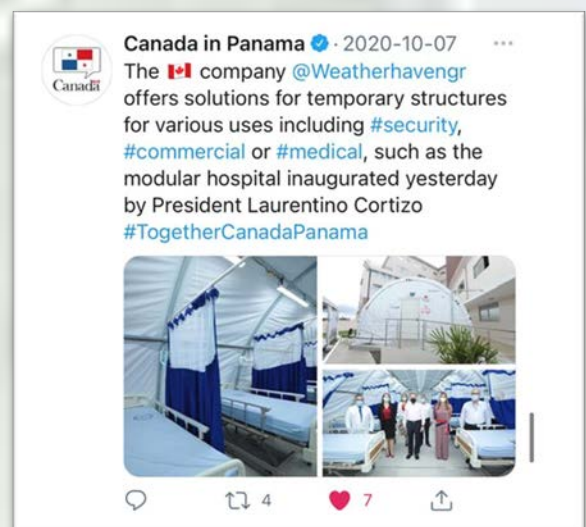 Canada in Panama · 2020-10-07 ···
Canada
The 🇨🇦 company @Weatherhavengr
offers solutions for temporary structures
for various uses including #security,
#commercial or #medical, such as the
modular hospital inaugurated yesterday
by President Laurentino Cortizo
#TogetherCanadaPanama
4 7